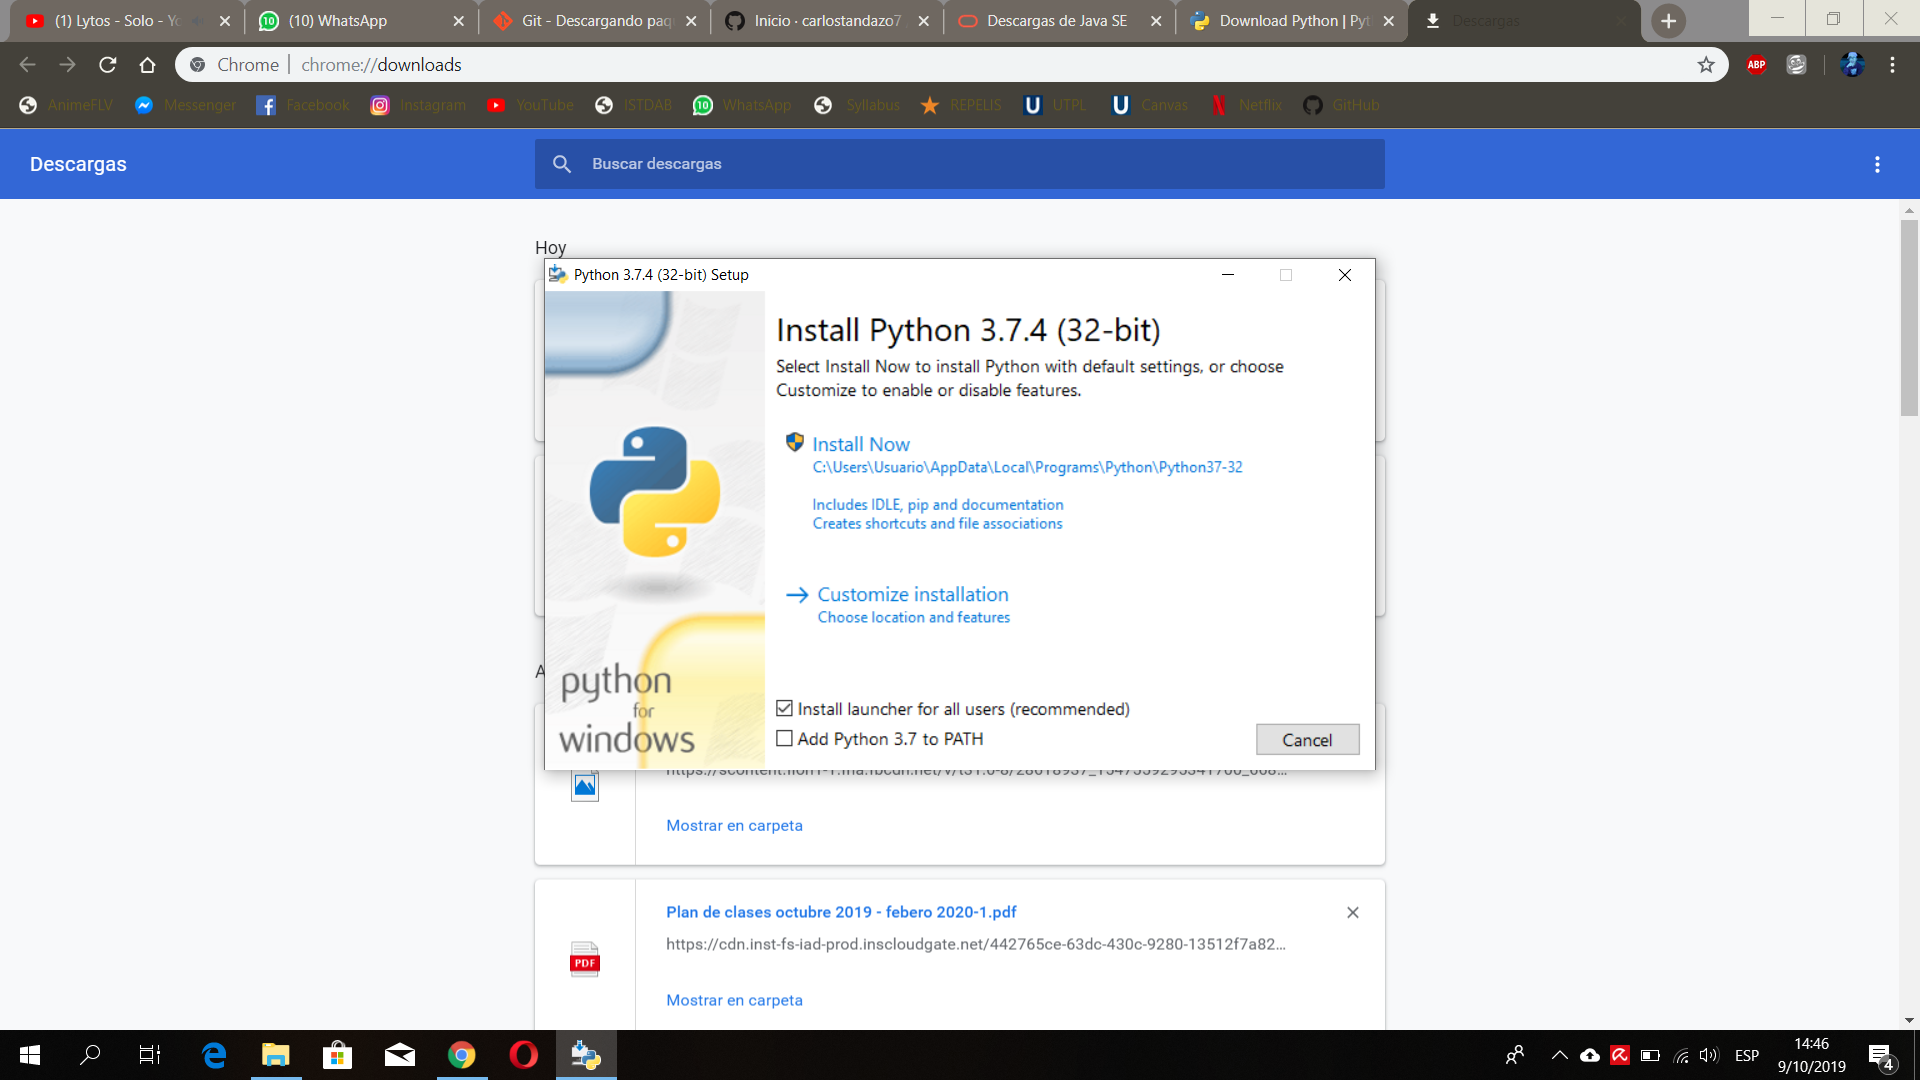 (1) Lytos - Solo - Yo
(10) WhatsApp
Git - Descargando paq
Inicio · carlostandazo7
Descargas de Java SE
Download Python | Pyt
Descargas
Chrome | chrome://downloads
ABP
AnimeFLV
Messenger
Facebook
Instagram
YouTube
ISTDAB
WhatsApp
Syllabus
REPELIS
UTPL
Canvas
Netflix
GitHub
Descargas
Buscar descargas
Hoy
Python 3.7.4 (32-bit) Setup
Install Python 3.7.4 (32-bit)
Select Install Now to install Python with default settings, or choose
Customize to enable or disable features.
Install Now
C:\Users\Usuario\AppData\Local\Programs\Python\Python37-32
Includes IDLE, pip and documentation
Creates shortcuts and file associations
Customize installation
Choose location and features
python
for
windows
Install launcher for all users (recommended)
Add Python 3.7 to PATH
Cancel
Mostrar en carpeta
Plan de clases octubre 2019 - febero 2020-1.pdf
https://cdn.inst-fs-iad-prod.inscloudgate.net/442765ce-63dc-430c-9280-13512f7a82...
PDF
Mostrar en carpeta
ESP
14:46
9/10/2019
4